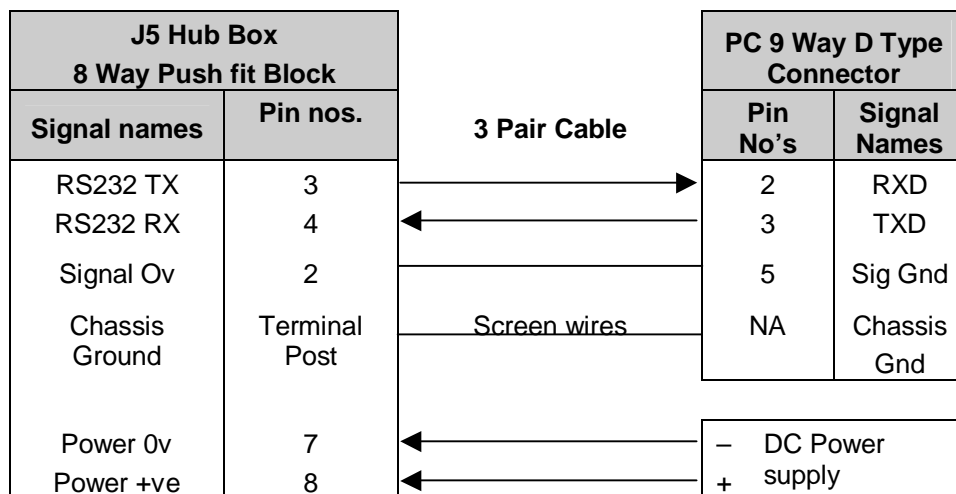 J5 Hub Box
8 Way Push fit Block
PC 9 Way D Type
Connector
Signal names Pin nos. 3 Pair Cable Pin No's Signal Names
RS232 TX 3 2 RXD
RS232 RX 4 3 TXD
Signal Ov 2 5 Sig Gnd
Chassis Ground Terminal Post Screen wires NA Chassis Gnd
Power 0v 7 – DC Power
Power +ve 8 + supply